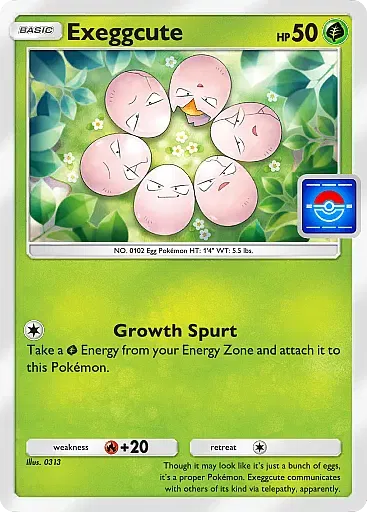 BASIC Exeggcute HP 50
NO. 0102 Egg Pokémon HT: 1'4" WT: 5.5 lbs.
Growth Spurt
Take a Energy from your Energy Zone and attach it to
this Pokémon.
weakness +20 retreat
Illus. 0313
Though it may look like it's just a bunch of eggs,
it's a proper Pokémon. Exeggcute communicates
with others of its kind via telepathy, apparently.